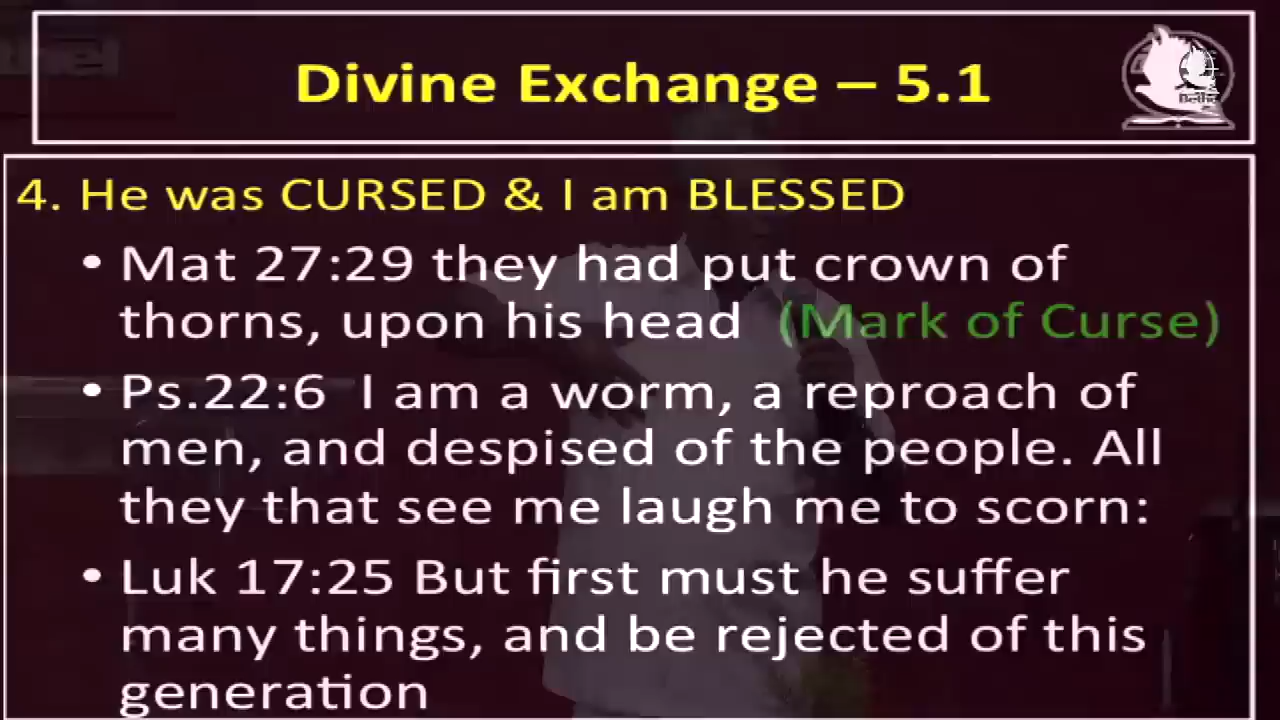 Divine Exchange – 5.1
Bethel
4. He was CURSED & I am BLESSED
• Mat 27:29 they had put crown of
thorns, upon his head (Mark of Curse)
• Ps.22:6 I am a worm, a reproach of
men, and despised of the people. All
they that see me laugh me to scorn:
• Luk 17:25 But first must he suffer
many things, and be rejected of this
generation